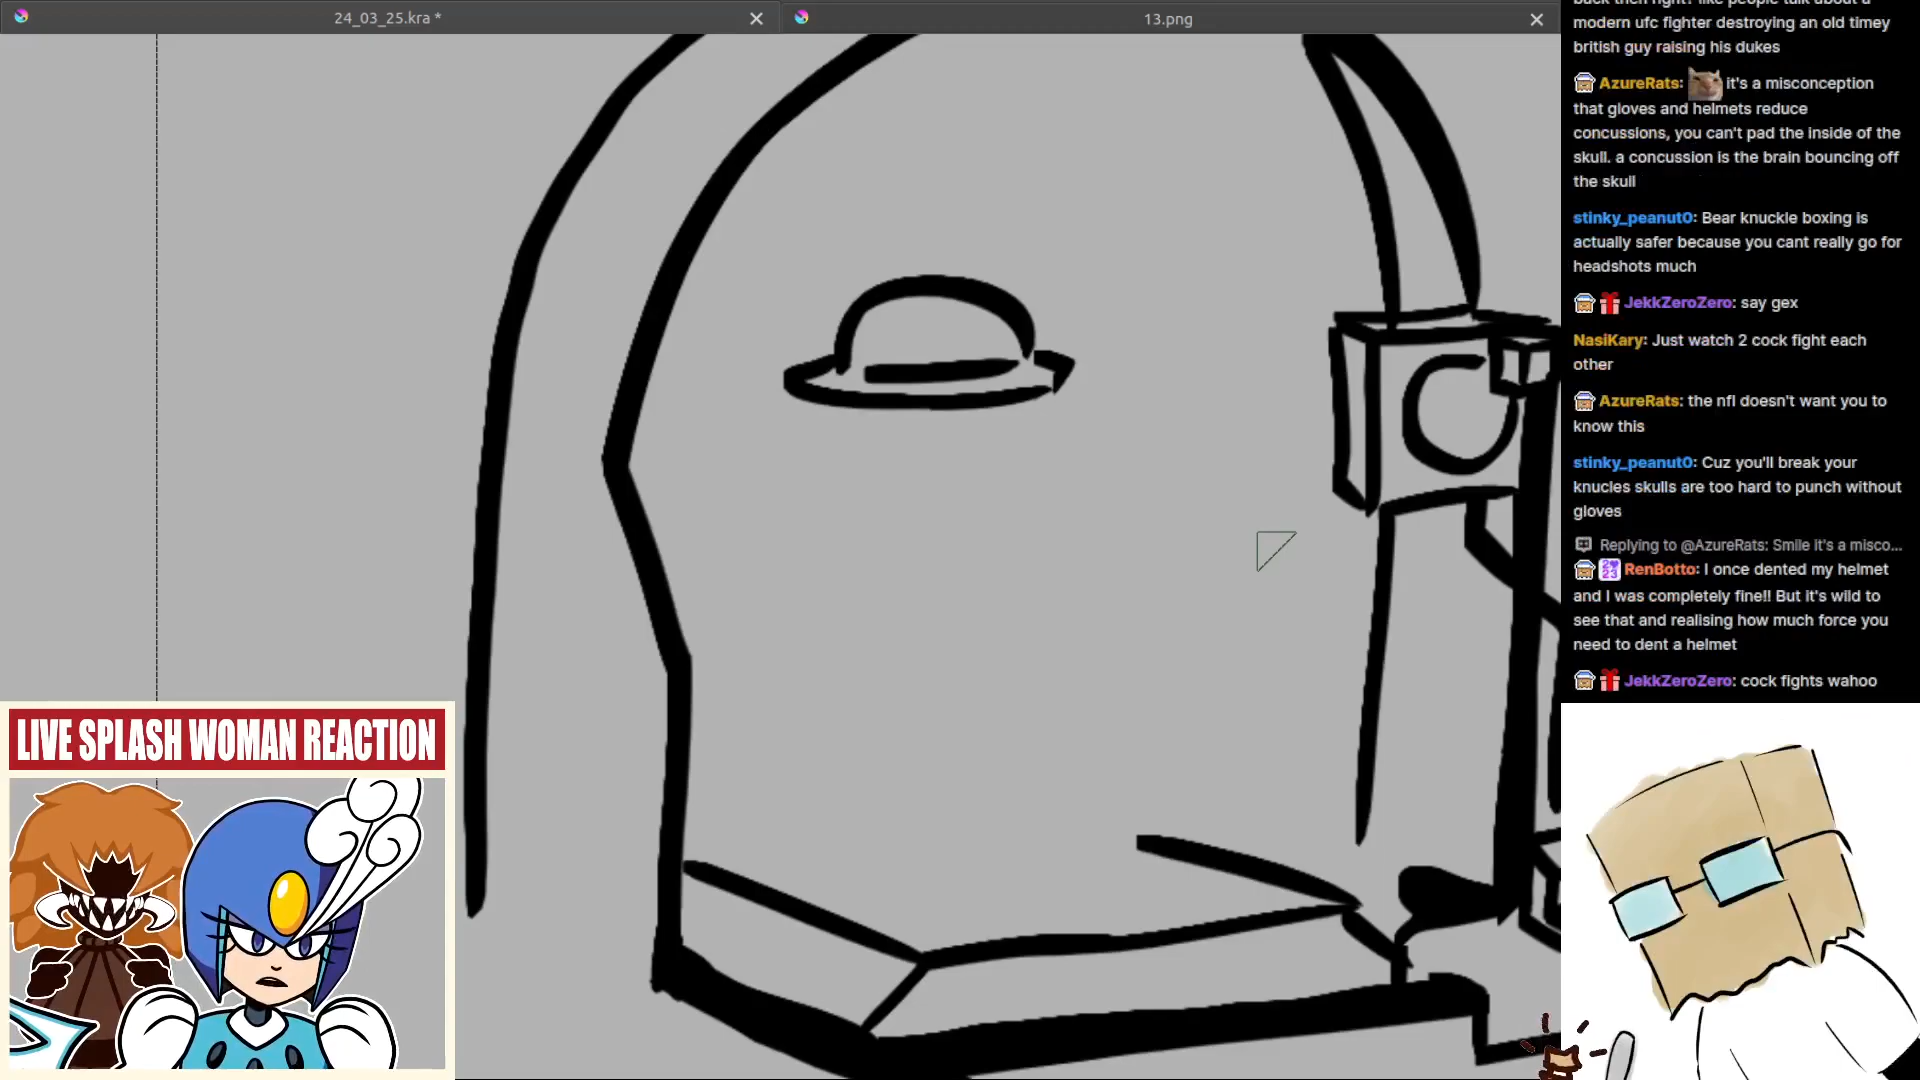 24_03_25.kra *
13.png
modern ufc fighter destroying an old timey
british guy raising his dukes
AzureRats: it's a misconception
that gloves and helmets reduce
concussions, you can't pad the inside of the
skull. a concussion is the brain bouncing off
the skull
stinky_peanut0: Bear knuckle boxing is
actually safer because you cant really go for
headshots much
JekkZeroZero: say gex
NasiKary: Just watch 2 cock fight each
other
AzureRats: the nfl doesn't want you to
know this
stinky_peanut0: Cuz you'll break your
knucles skulls are too hard to punch without
gloves
Replying to @AzureRats: Smile it's a misco...
RenBotto: I once dented my helmet
and I was completely fine!! But it's wild to
see that and realising how much force you
need to dent a helmet
JekkZeroZero: cock fights wahoo
LIVE SPLASH WOMAN REACTION